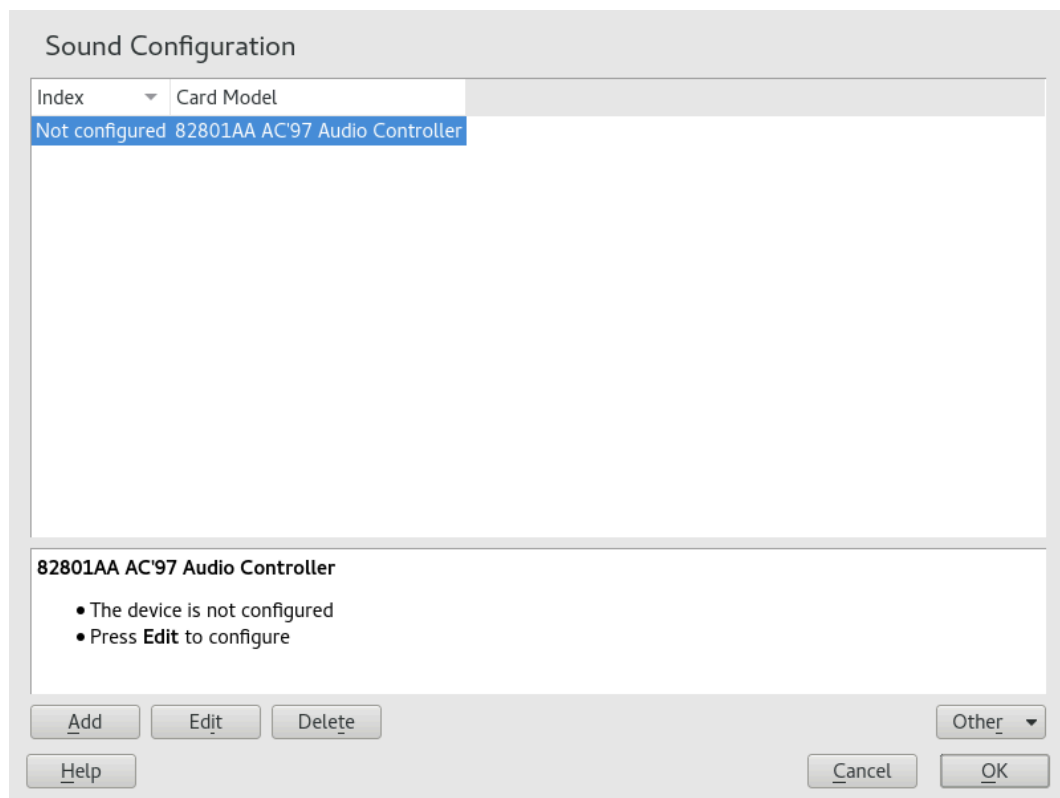 Sound Configuration
Index Card Model
Not configured 82801AA AC'97 Audio Controller
82801AA AC'97 Audio Controller
• The device is not configured
• Press Edit to configure
Add Edit Delete Other
Help Cancel OK